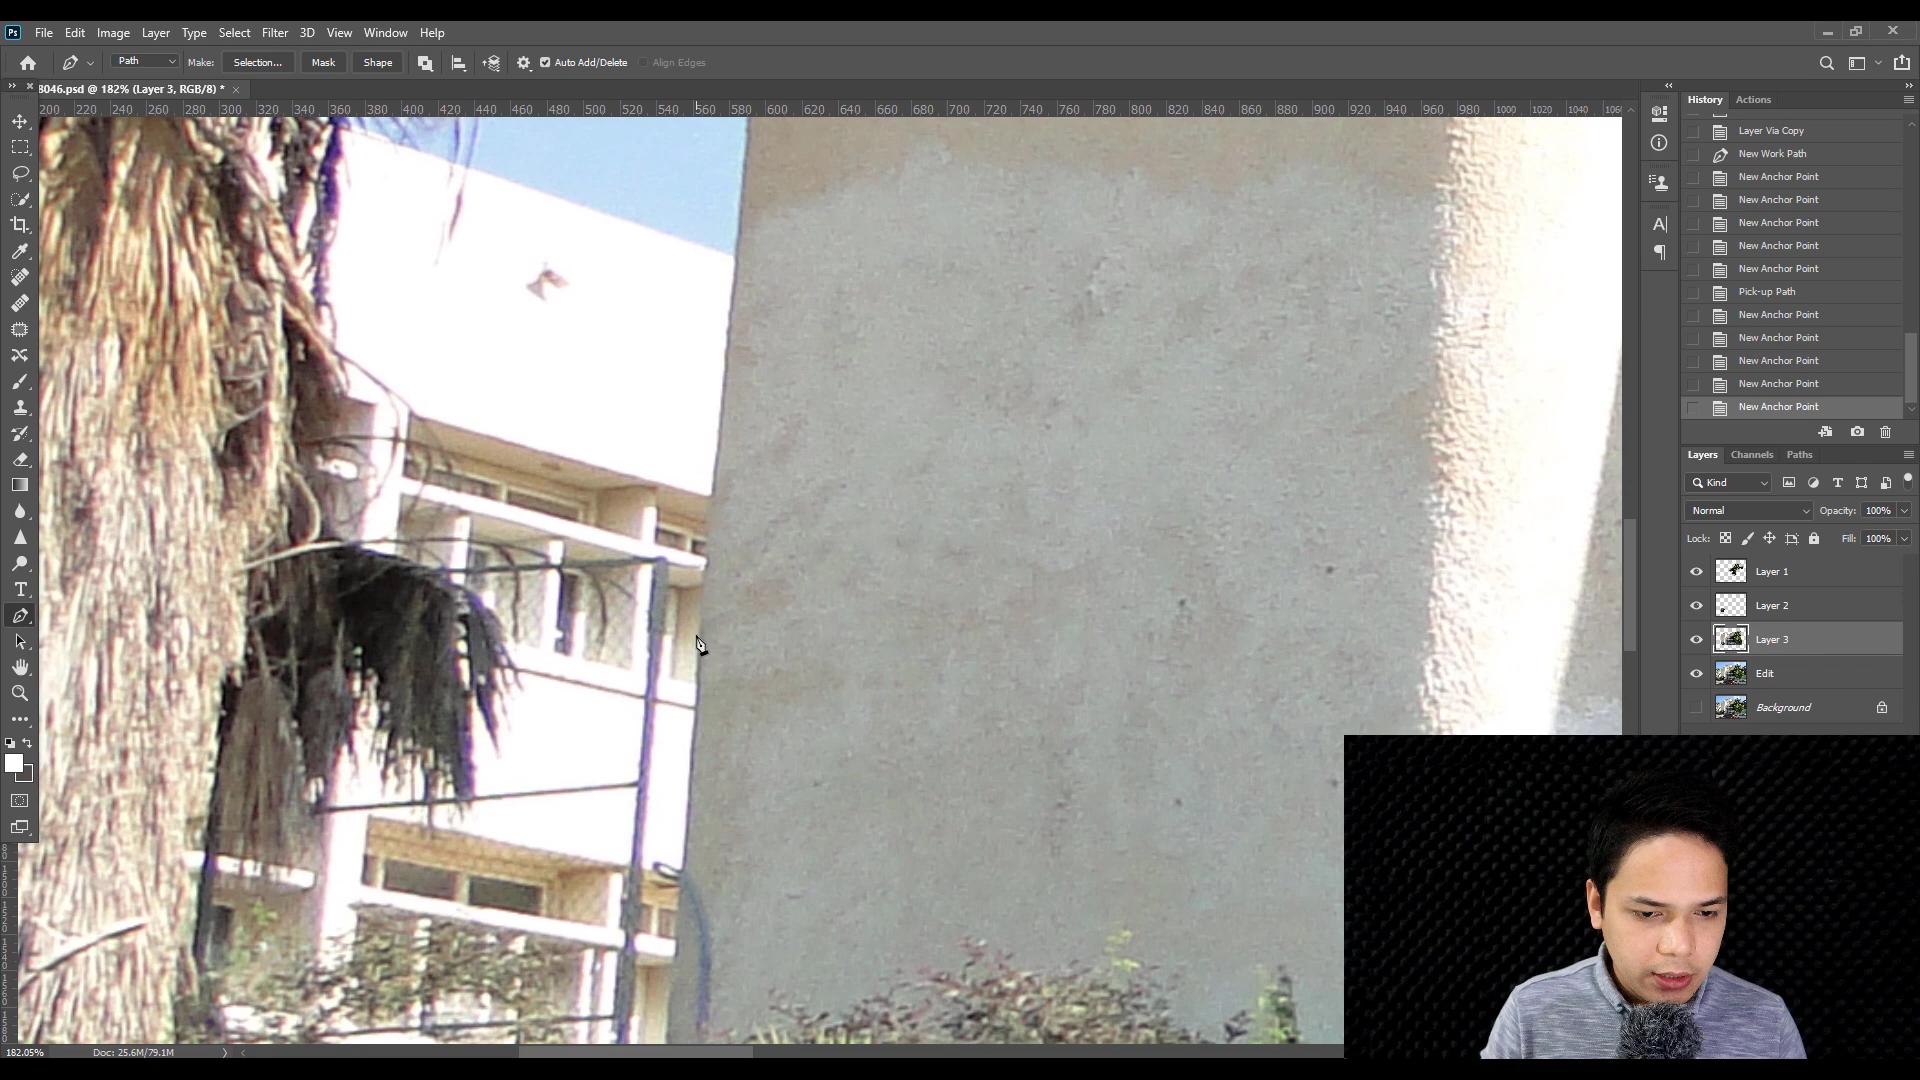 Ps File Edit Image Layer Type Select Filter 3D View Window Help
Path Make: Selection... Mask Shape Auto Add/Delete Align Edges
8046.psd @ 182% (Layer 3, RGB/8) * ×
200 220 240 260 280 300 320 340 360 380 400 420 440 460 480 500 520 540 560 580 600 620 640 660 680 700 720 740 760 780 800 820 840 860 880 900 920 940 960 980 1000 1020 1040
History Actions
Layer Via Copy
New Work Path
New Anchor Point
New Anchor Point
New Anchor Point
New Anchor Point
New Anchor Point
Pick-up Path
New Anchor Point
New Anchor Point
New Anchor Point
New Anchor Point
New Anchor Point
Layers Channels Paths
Kind
Normal Opacity: 100%
Lock: Fill: 100%
Layer 1
Layer 2
Layer 3
Edit
Background
182.05% Doc: 25.6M/79.1M